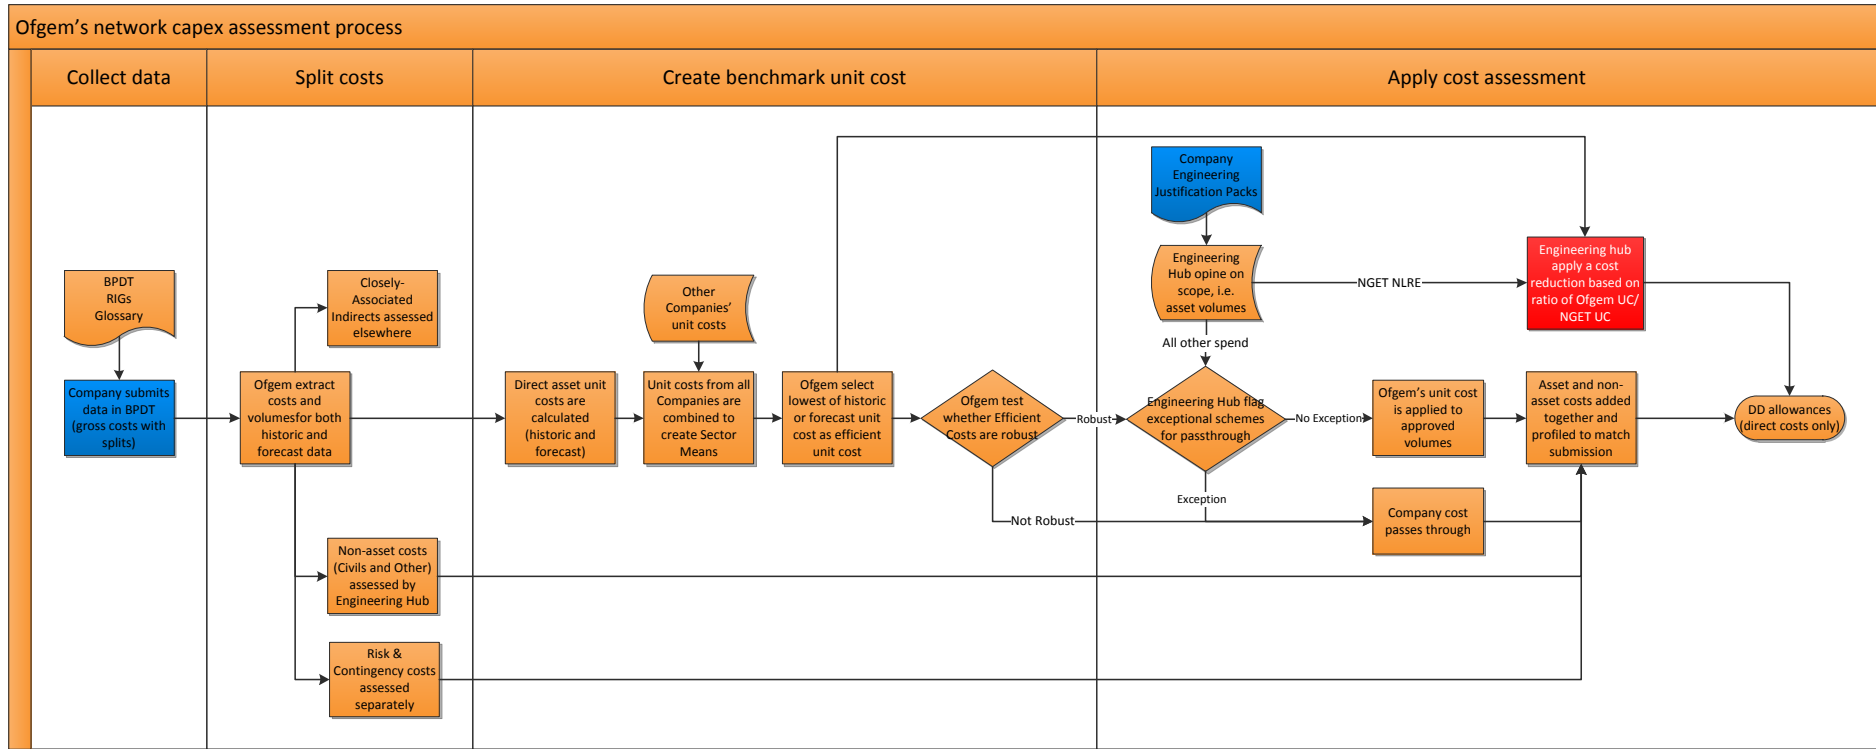 Ofgem's network capex assessment process
Collect data
Split costs
Create benchmark unit cost
Apply cost assessment
BPDT
RIGs
Glossary
Company submits
data in BPDT
(gross costs with
splits)
Closely-
Associated
Indirects assessed
elsewhere
Ofgem extract
costs and
volumesfor both
historic and
forecast data
Non-asset costs
(Civils and Other)
assessed by
Engineering Hub
Risk &
Contingency costs
assessed
separately
Direct asset unit
costs are
calculated
(historic and
forecast)
Other
Companies'
unit costs
Unit costs from all
Companies are
combined to
create Sector
Means
Ofgem select
lowest of historic
or forecast unit
cost as efficient
unit cost
Ofgem test
whether Efficient
Costs are robust
Robust
Not Robust
Company
Engineering
Justification Packs
Engineering
Hub opine on
scope, i.e.
asset volumes
NGET NLRE
All other spend
Engineering Hub flag
exceptional schemes
for passthrough
No Exception
Exception
Engineering hub
apply a cost
reduction based on
ratio of Ofgem UC/
NGET UC
Ofgem's unit cost
is applied to
approved
volumes
Company cost
passes through
Asset and non-
asset costs added
together and
profiled to match
submission
DD allowances
(direct costs only)